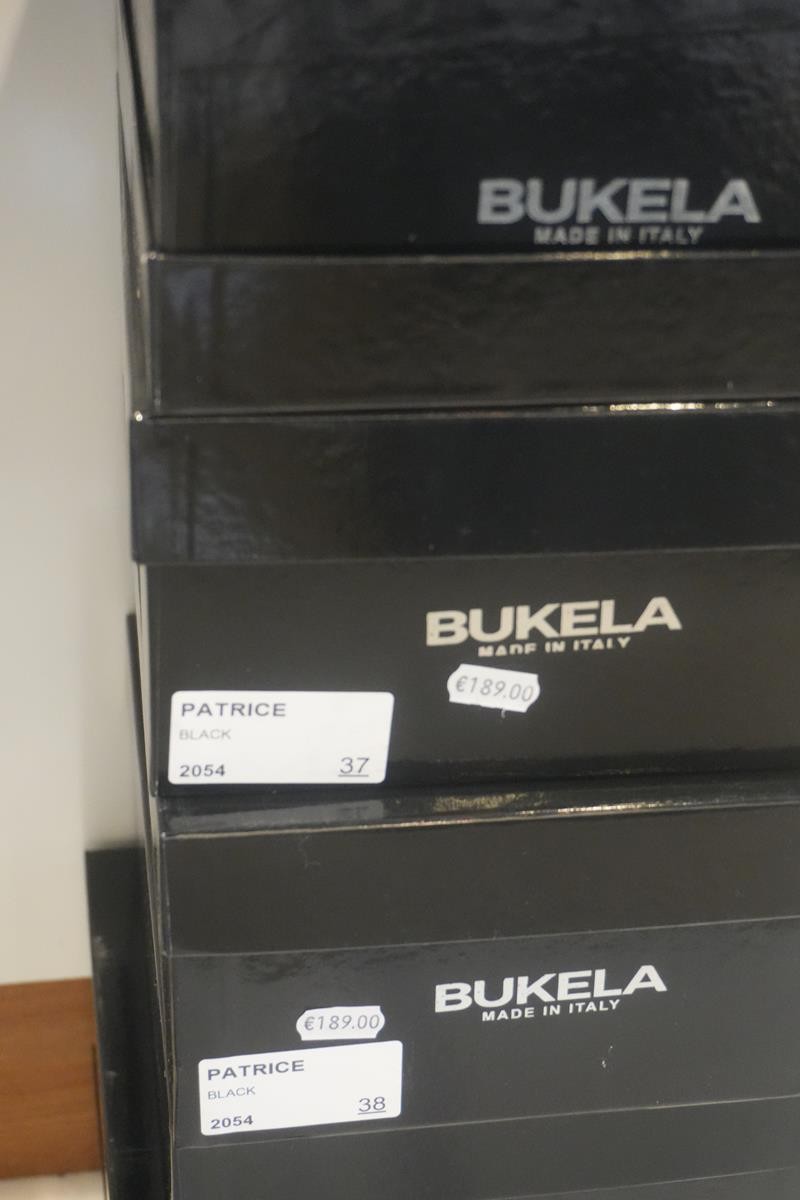 BUKELA
MADE IN ITALY
BUKELA
MADE IN ITALY
€189.00
PATRICE
BLACK
2054 37
BUKELA
MADE IN ITALY
€189.00
PATRICE
BLACK
2054 38